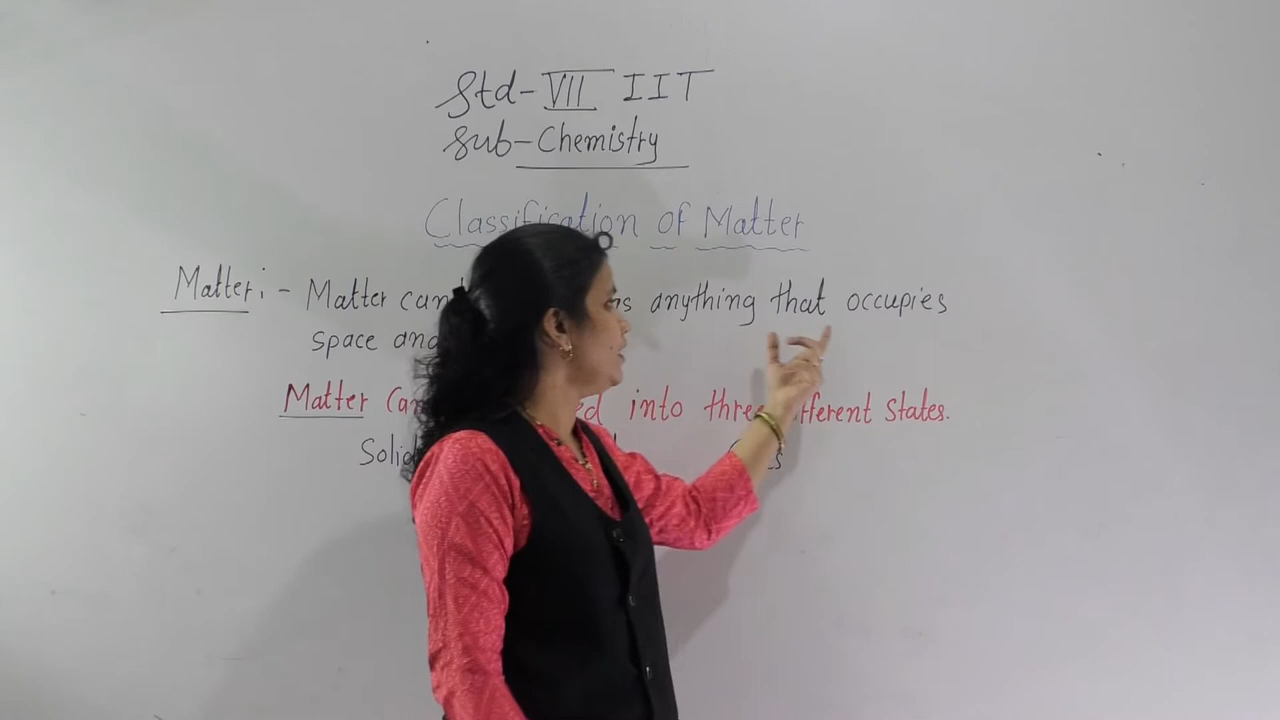 Std- VII IIT
Sub-Chemistry
Classification of Matter
Matter:- Matter can anything that occupies
space and
Matter into three different states.
Solid